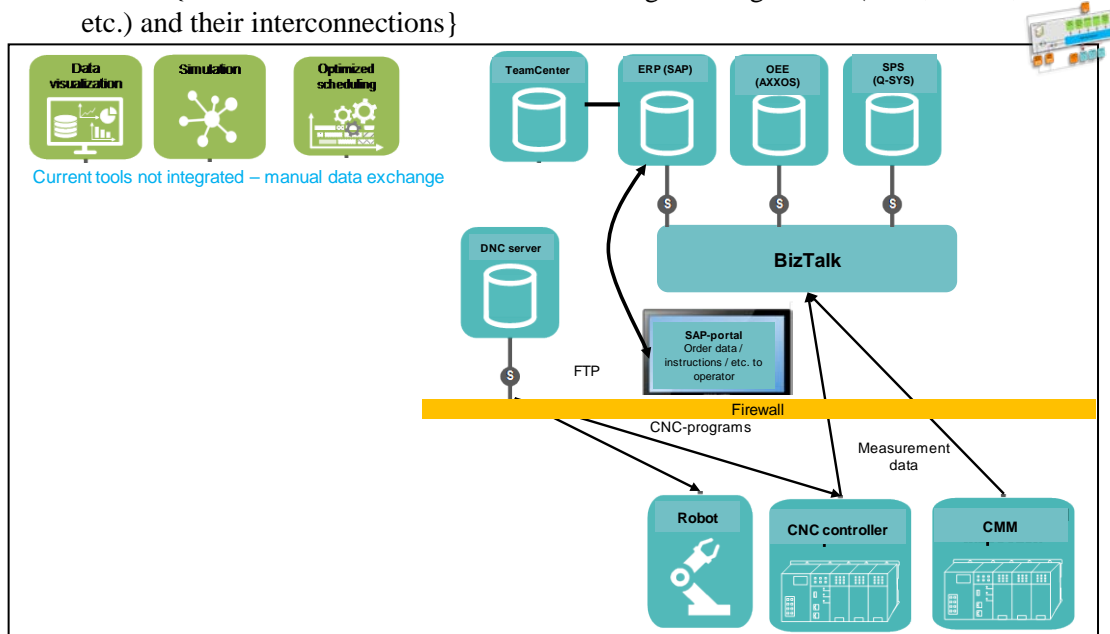 etc.) and their interconnections}
Data
visualization
Simulation
Optimized
scheduling
TeamCenter
ERP (SAP)
OEE
(AXXOS)
SPS
(Q-SYS)
Current tools not integrated – manual data exchange
S
S
S
DNC server
BizTalk
SAP-portal
Order data /
instructions / etc. to
operator
S
FTP
Firewall
CNC-programs
Measurement
data
Robot
CNC controller
CMM